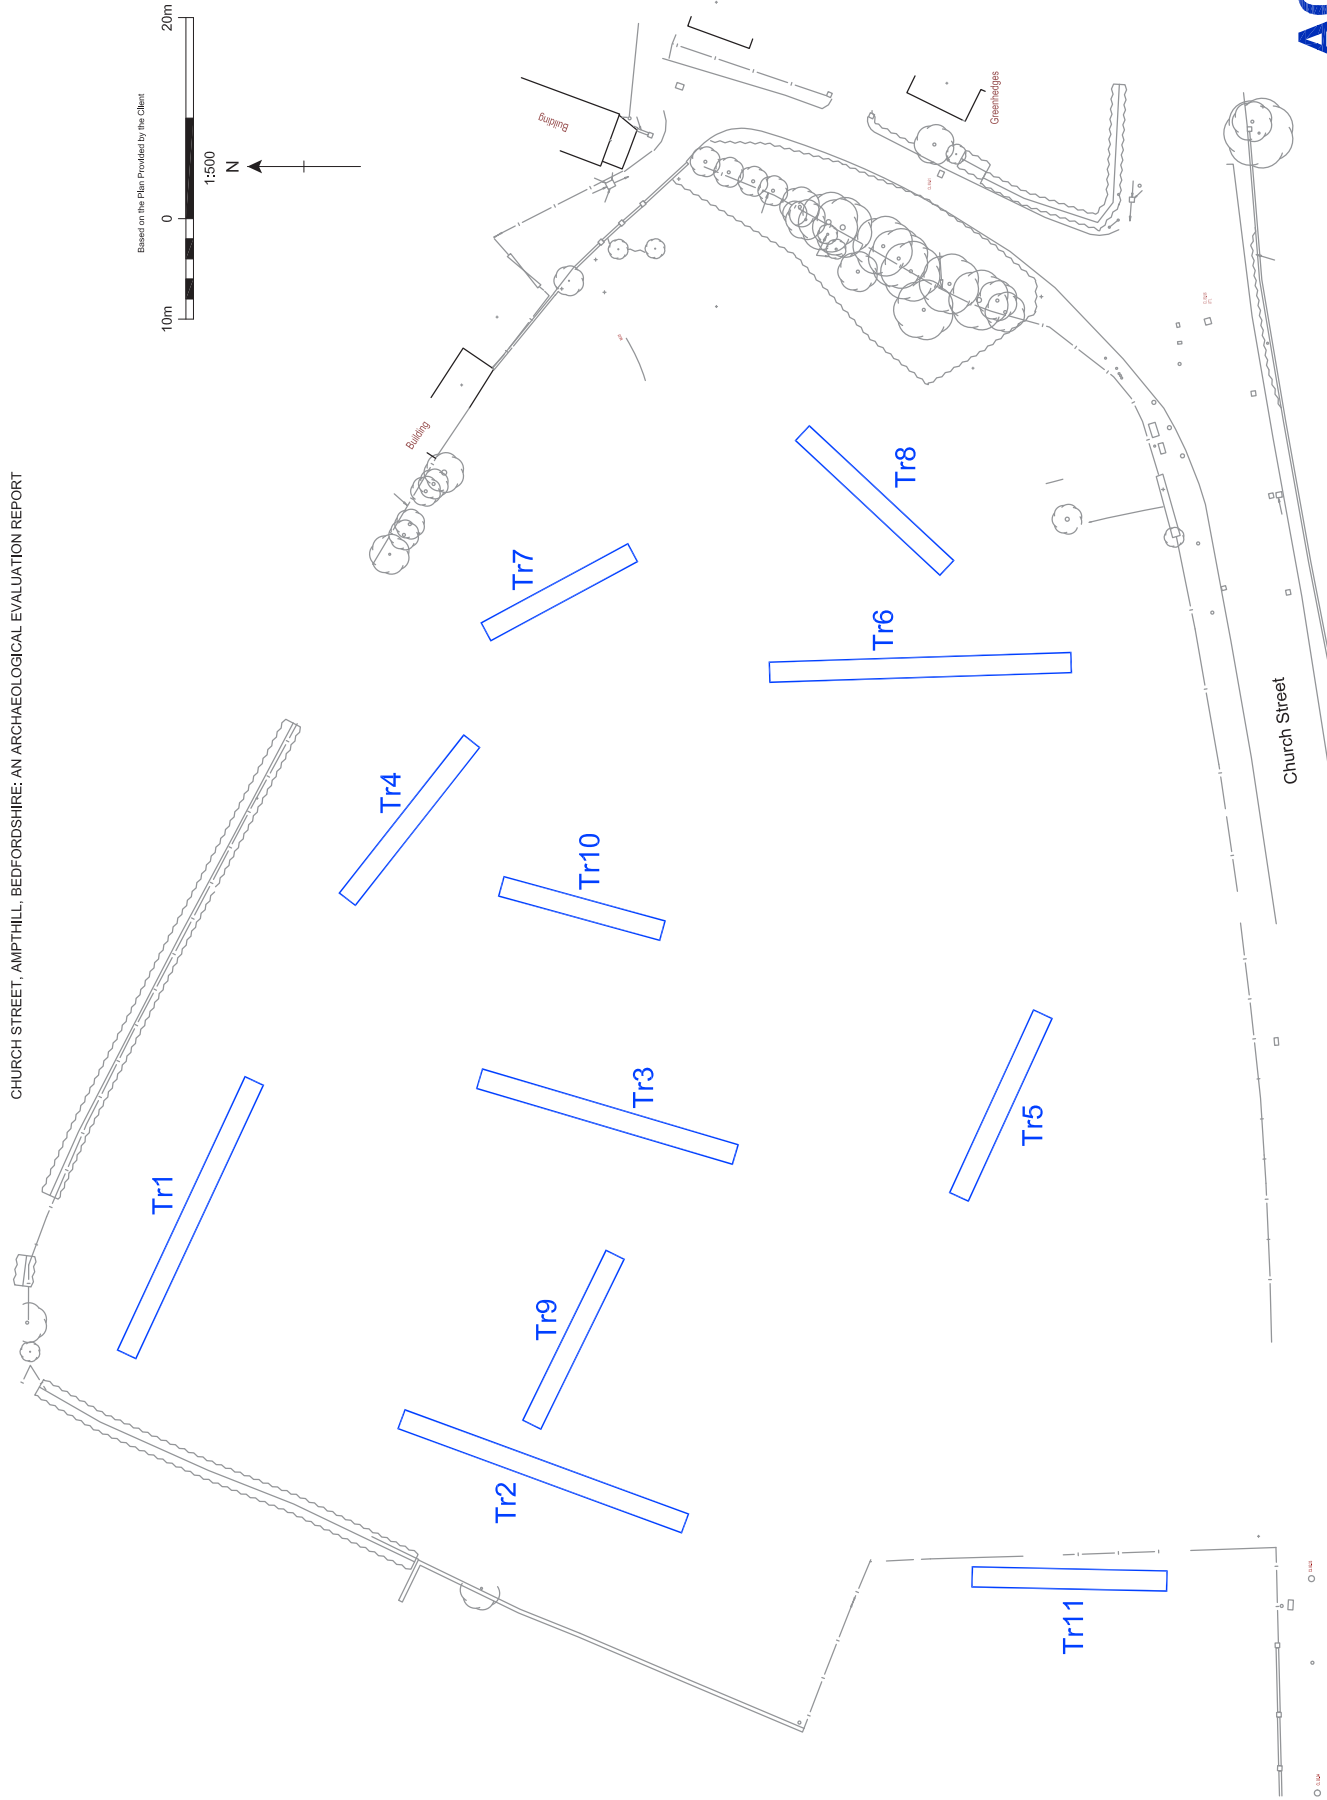 CHURCH STREET, AMPTHILL, BEDFORDSHIRE: AN ARCHAEOLOGICAL EVALUATION REPORT
Based on the Plan Provided by the Client
10m 0 20m
1:500
N
Building
Building
Greenhedges
Tr1
Tr4
Tr7
Tr10
Tr8
Tr6
Tr3
Tr9
Tr2
Tr5
Tr11
Church Street